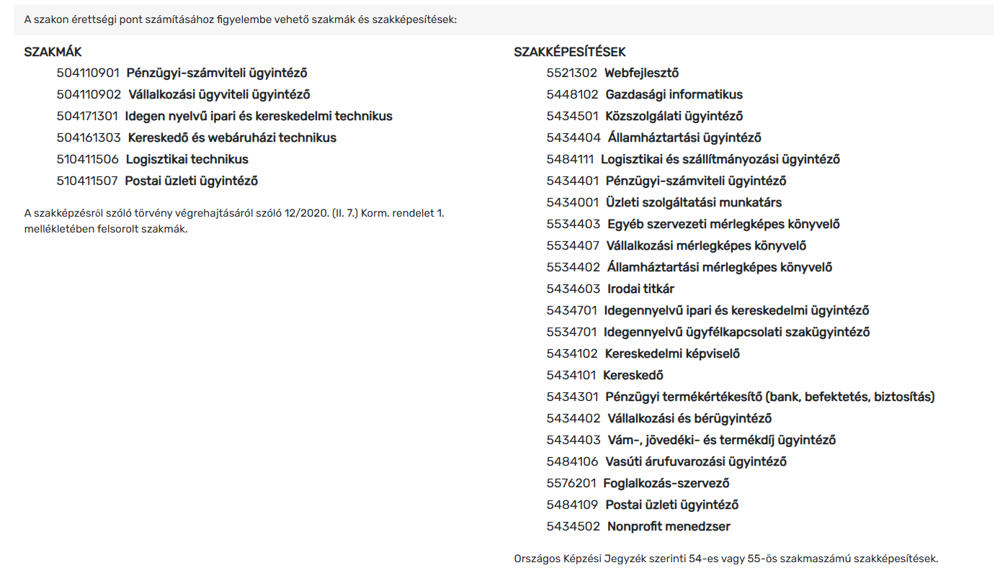 A szakon érettségi pont számításához figyelembe vehető szakmák és szakképesítések:
SZAKMÁK
504110901 Pénzügyi-számviteli ügyintéző
504110902 Vállalkozási ügyviteli ügyintéző
504171301 Idegen nyelvű ipari és kereskedelmi technikus
504161303 Kereskedő és webáruházi technikus
510411506 Logisztikai technikus
510411507 Postai üzleti ügyintéző
A szakképzésről szóló törvény végrehajtásáról szóló 12/2020. (II. 7.) Korm. rendelet 1.
mellékletében felsorolt szakmák.
SZAKKÉPESÍTÉSEK
5521302 Webfejlesztő
5448102 Gazdasági informatikus
5434501 Közszolgálati ügyintéző
5434404 Államháztartási ügyintéző
5484111 Logisztikai és szállítmányozási ügyintéző
5434401 Pénzügyi-számviteli ügyintéző
5434001 Üzleti szolgáltatási munkatárs
5534403 Egyéb szervezeti mérlegképes könyvelő
5534407 Vállalkozási mérlegképes könyvelő
5534402 Államháztartási mérlegképes könyvelő
5434603 Irodai titkár
5434701 Idegennyelvű ipari és kereskedelmi ügyintéző
5534701 Idegennyelvű ügyfélkapcsolati szakügyintéző
5434102 Kereskedelmi képviselő
5434101 Kereskedő
5434301 Pénzügyi termékértékesítő (bank, befektetés, biztosítás)
5434402 Vállalkozási és bérügyintéző
5434403 Vám-, jövedéki- és termékdíj ügyintéző
5484106 Vasúti árufuvarozási ügyintéző
5576201 Foglalkozás-szervező
5484109 Postai üzleti ügyintéző
5434502 Nonprofit menedzser
Országos Képzési Jegyzék szerinti 54-es vagy 55-ös szakmaszámú szakképesítések.